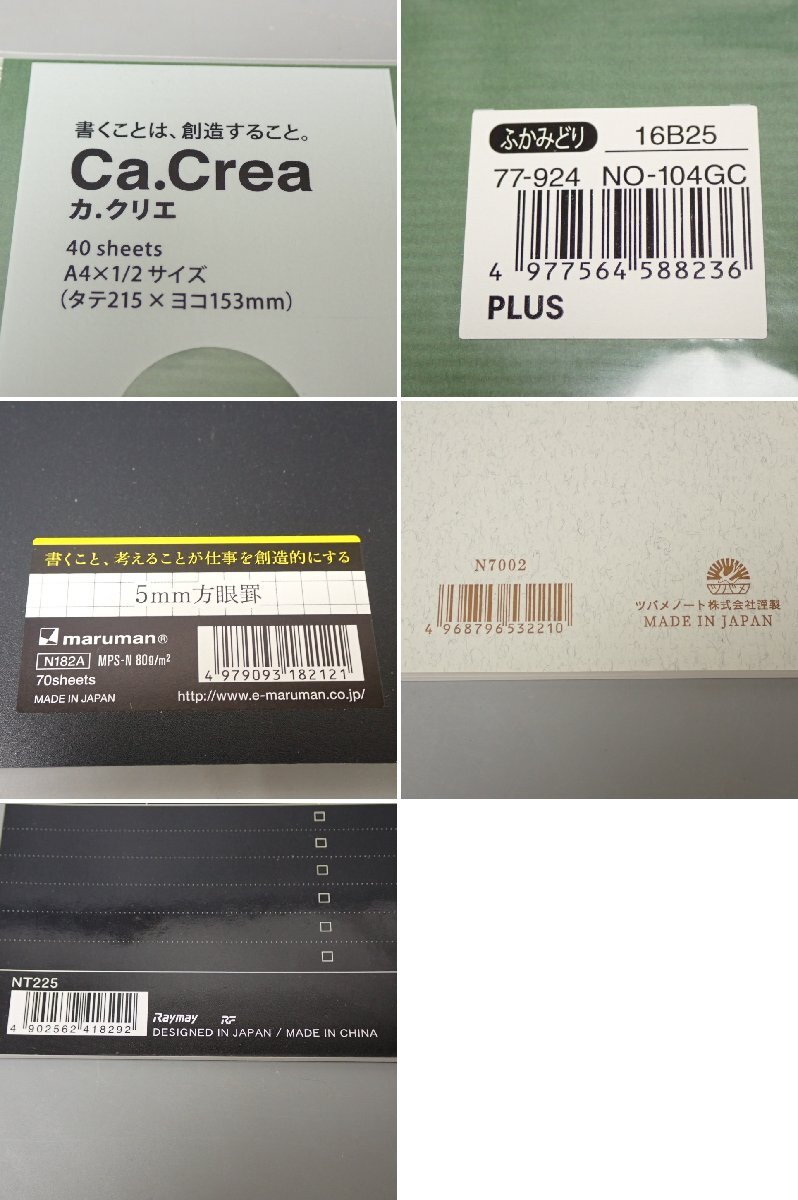 書くことは、創造すること。
Ca.Crea
カ.クリエ
40 sheets
A4×1/2サイズ
(タテ215×ヨコ153mm)
ふかみどり 16B25
77-924 NO-104GC
4 977564 588236
PLUS
書くこと、考えることが仕事を創造的にする
5mm方眼罫
maruman®
N182A MPS-N 80g/m²
70sheets
MADE IN JAPAN
4 979093 182121
http://www.e-maruman.co.jp/
N7002
4 968796 532210
ツバメ
ツバメノート株式会社謹製
MADE IN JAPAN
NT225
4 902562 418292
Raymay RF
DESIGNED IN JAPAN / MADE IN CHINA